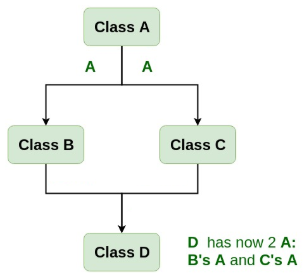 Class A
A A
Class B Class C
Class D
D has now 2 A:
B's A and C's A